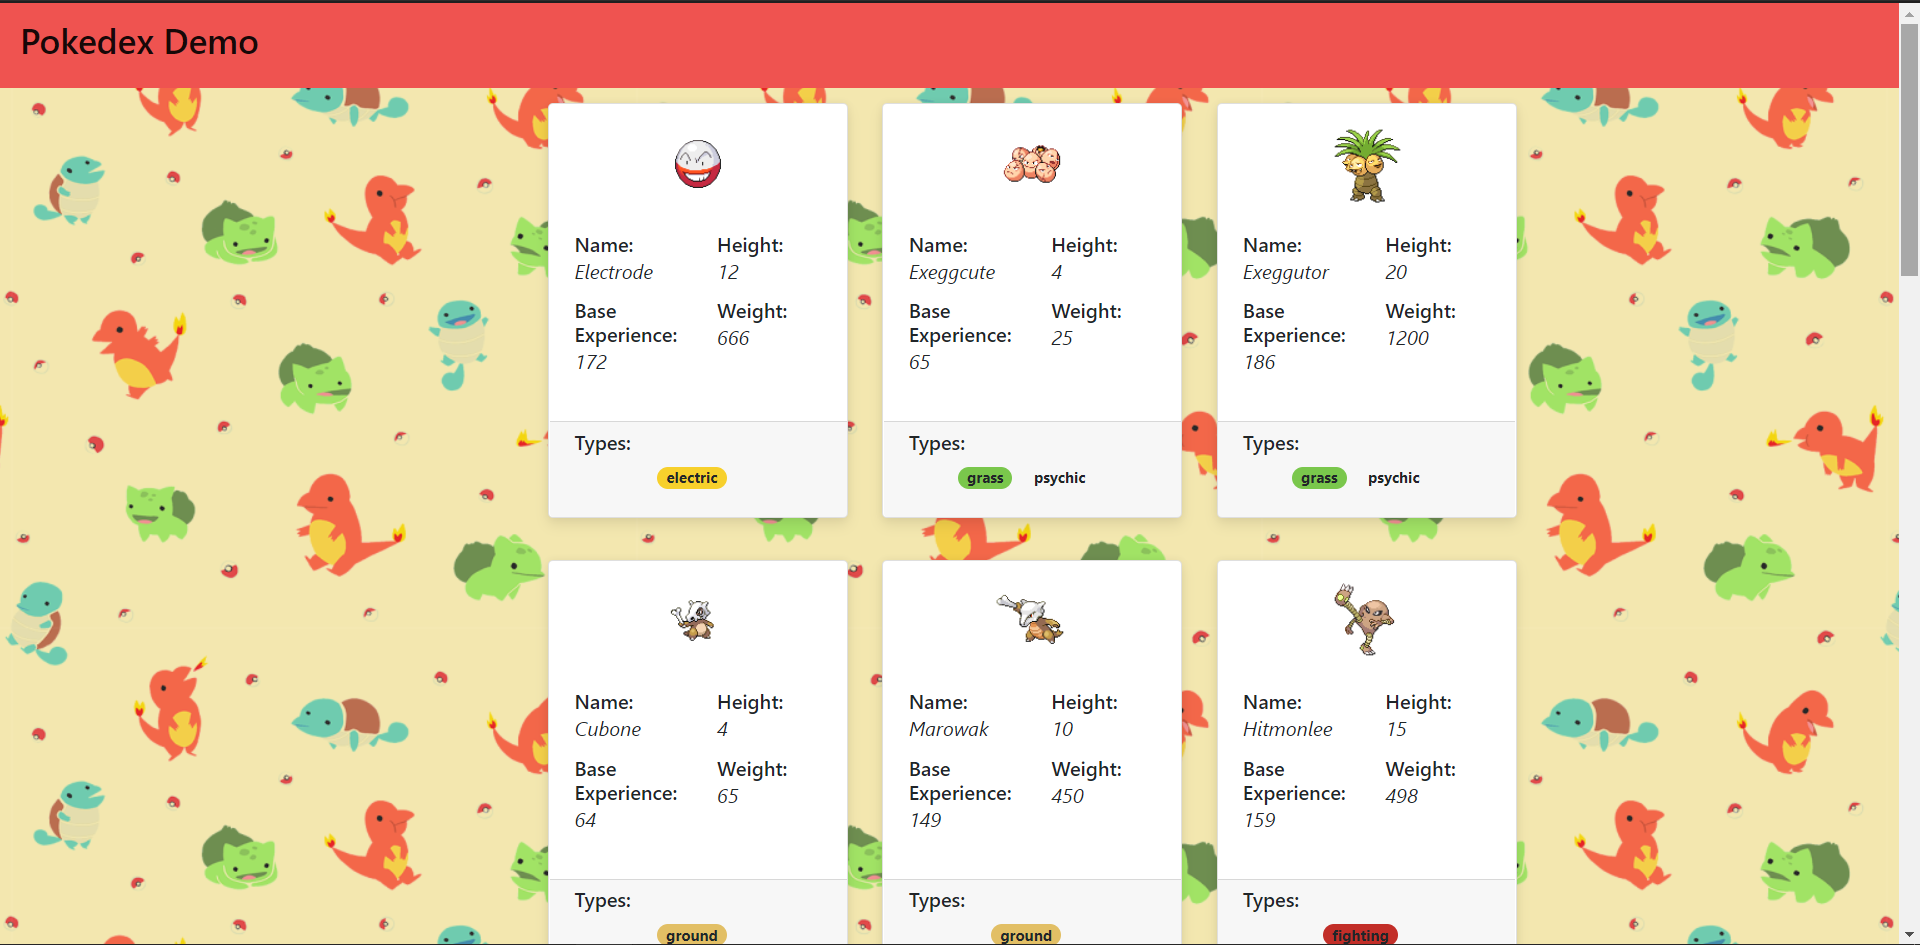 Pokedex Demo
Name: Height:
Electrode 12
Base Weight:
Experience: 666
172
Types:
electric
Name: Height:
Exeggcute 4
Base Weight:
Experience: 25
65
Types:
grass psychic
Name: Height:
Exeggutor 20
Base Weight:
Experience: 1200
186
Types:
grass psychic
Name: Height:
Cubone 4
Base Weight:
Experience: 65
64
Types:
ground
Name: Height:
Marowak 10
Base Weight:
Experience: 450
149
Types:
ground
Name: Height:
Hitmonlee 15
Base Weight:
Experience: 498
159
Types:
fighting